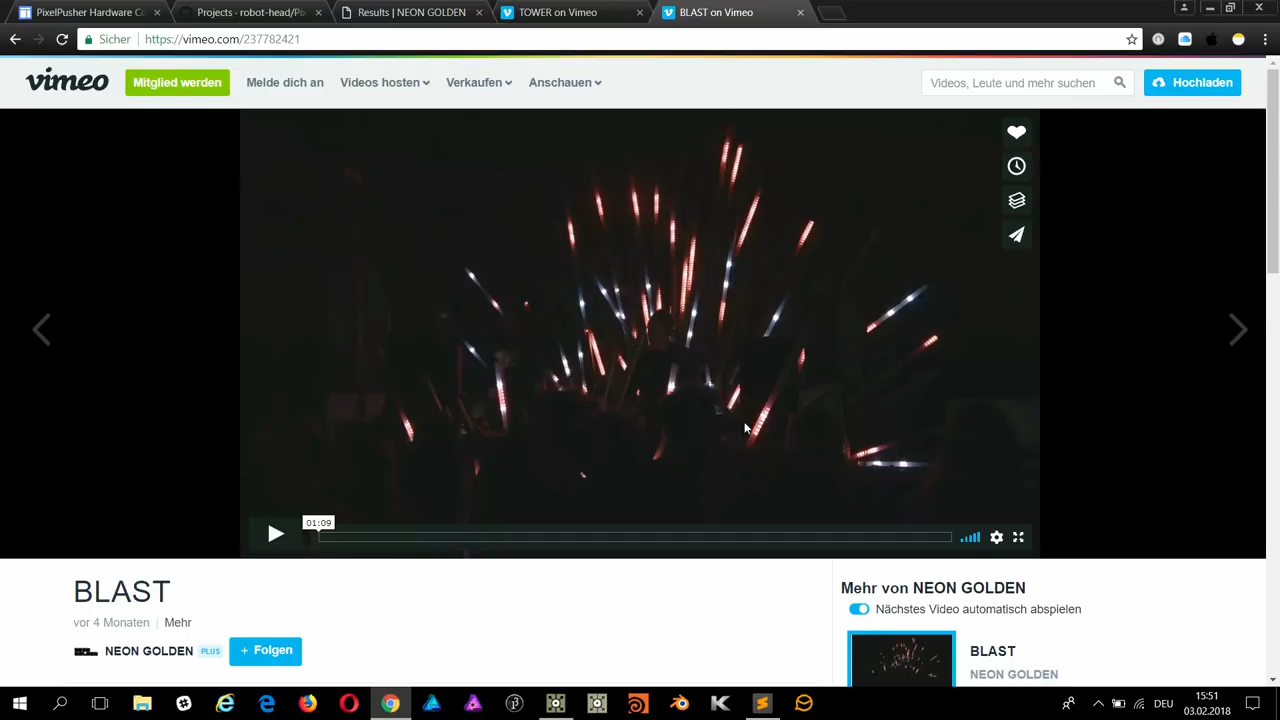 PixelPusher Hardware Co
Projects · robot-head/Pi
Results | NEON GOLDEN
TOWER on Vimeo
BLAST on Vimeo
Sicher https://vimeo.com/237782421
vimeo
Mitglied werden
Melde dich an
Videos hosten
Verkaufen
Anschauen
Videos, Leute und mehr suchen
Hochladen
01:09
BLAST
vor 4 Monaten | Mehr
NEON GOLDEN PLUS
+ Folgen
Mehr von NEON GOLDEN
Nächstes Video automatisch abspielen
BLAST
NEON GOLDEN
DEU
15:51
03.02.2018